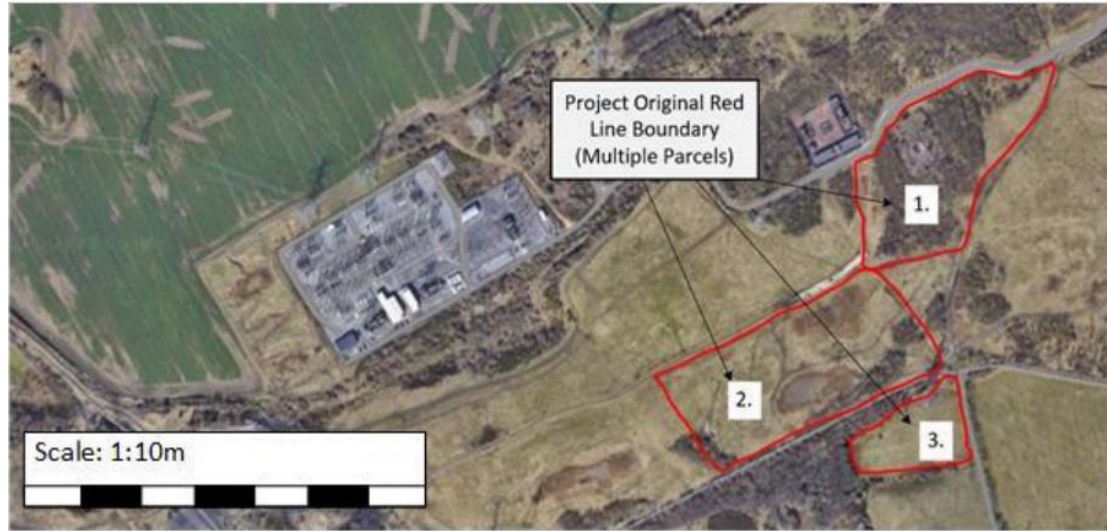 Project Original Red
Line Boundary
(Multiple Parcels)
1.
2.
3.
Scale: 1:10m